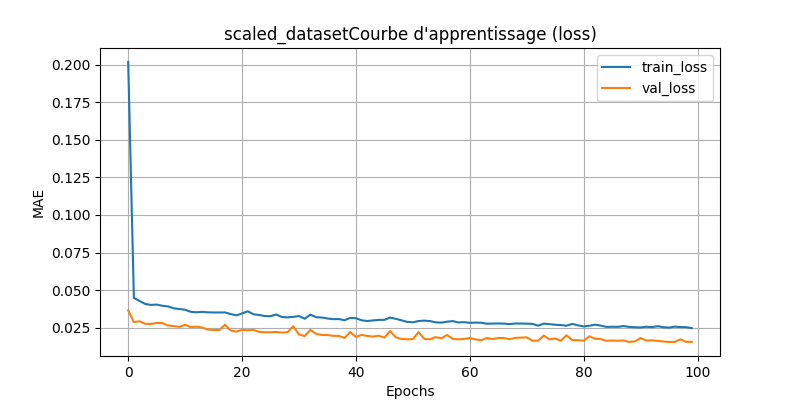 scaled_datasetCourbe d'apprentissage (loss)
train_loss
val_loss
MAE
0.200
0.175
0.150
0.125
0.100
0.075
0.050
0.025
0
20
40
60
80
100
Epochs